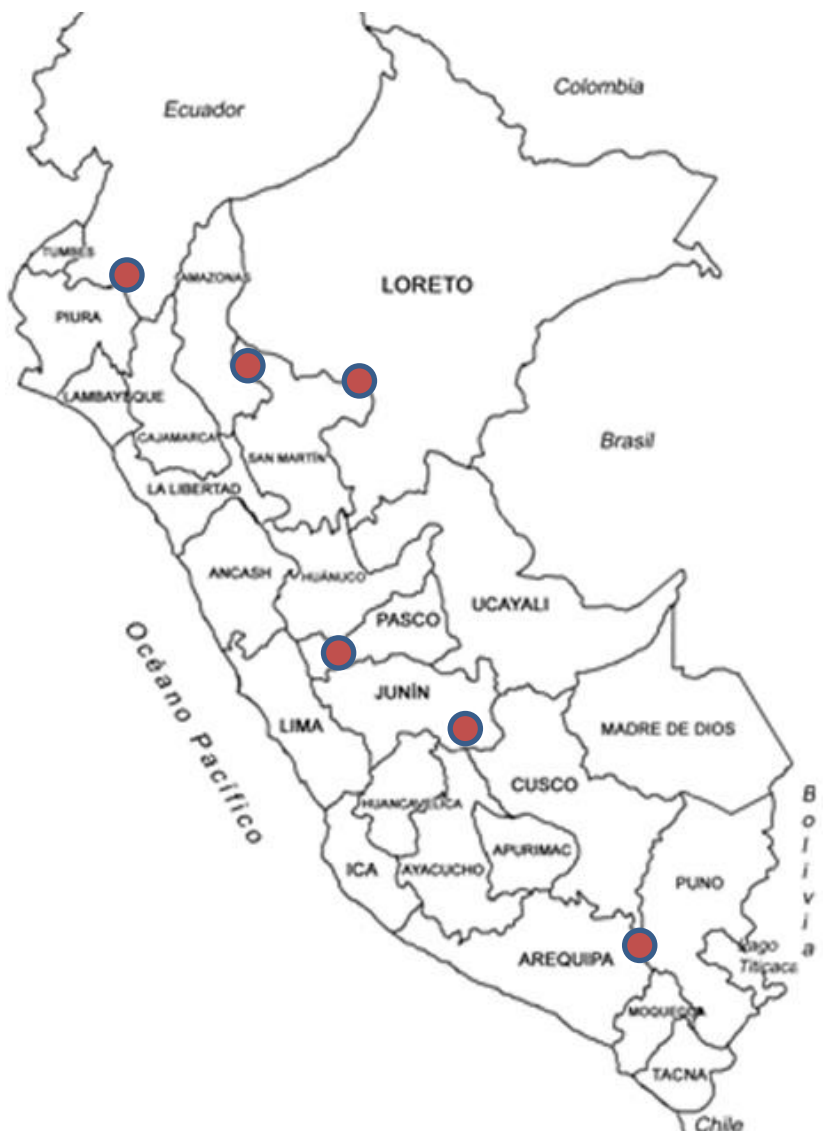 Colombia
Ecuador
TUMBES
AMAZONAS
LORETO
PIURA
LAMBAYEQUE
CAJAMARCA
Brasil
SAN MARTÍN
LA LIBERTAD
ANCASH
HUÁNUCO
UCAYALI
PASCO
JUNÍN
Océano Pacífico
LIMA
MADRE DE DIOS
CUSCO
HUANCAVELICA
Bolivia
APURIMAC
ICA
AYACUCHO
PUNO
AREQUIPA
Lago
Titicaca
MOQUEGUA
TACNA
Chile